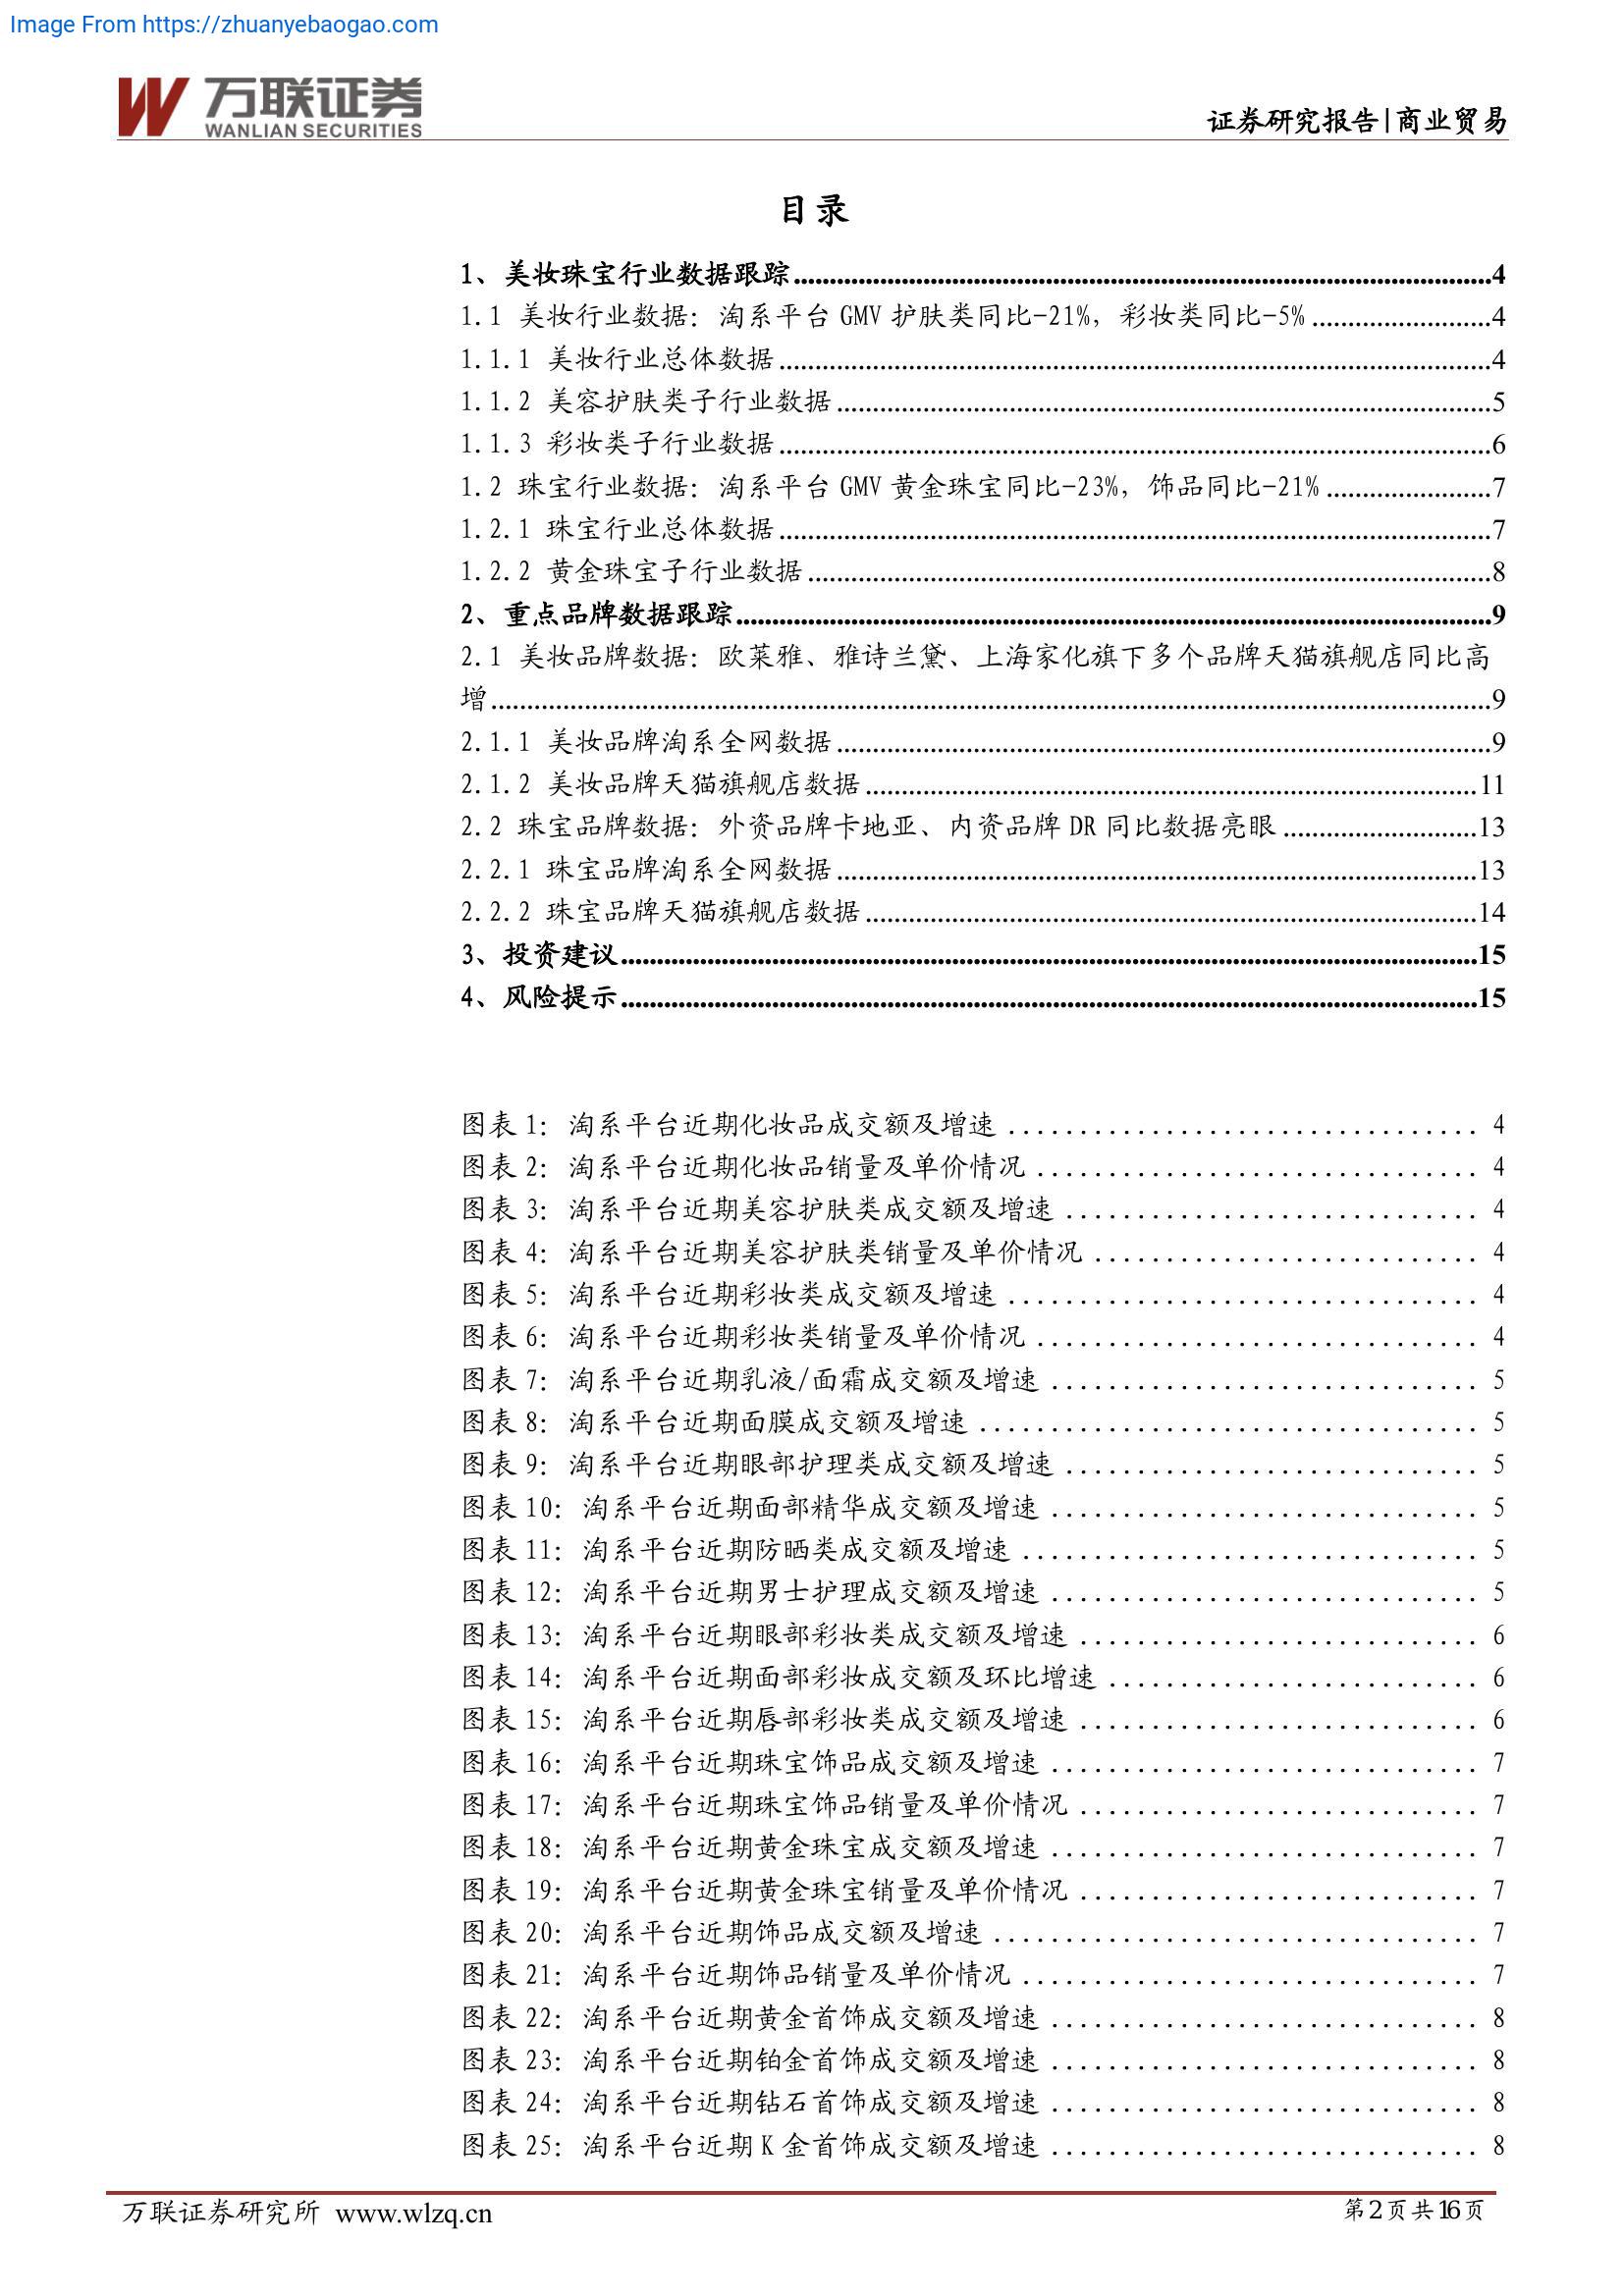 Image From https://zhuanyebaogao.com
万联证券
WANLIAN SECURITIES
证券研究报告|商业贸易
目录
1、美妆珠宝行业数据跟踪........4
1.1 美妆行业数据：淘系平台 GMV 护肤类同比-21%，彩妆类同比-5%........4
1.1.1 美妆行业总体数据........4
1.1.2 美容护肤类子行业数据........5
1.1.3 彩妆类子行业数据........6
1.2 珠宝行业数据：淘系平台 GMV 黄金珠宝同比-23%，饰品同比-21%........7
1.2.1 珠宝行业总体数据........7
1.2.2 黄金珠宝子行业数据........8
2、重点品牌数据跟踪........9
2.1 美妆品牌数据：欧莱雅、雅诗兰黛、上海家化旗下多个品牌天猫旗舰店同比高
增........9
2.1.1 美妆品牌淘系全网数据........9
2.1.2 美妆品牌天猫旗舰店数据........11
2.2 珠宝品牌数据：外资品牌卡地亚、内资品牌 DR 同比数据亮眼........13
2.2.1 珠宝品牌淘系全网数据........13
2.2.2 珠宝品牌天猫旗舰店数据........14
3、投资建议........15
4、风险提示........15
图表 1：淘系平台近期化妆品成交额及增速........4
图表 2：淘系平台近期化妆品销量及单价情况........4
图表 3：淘系平台近期美容护肤类成交额及增速........4
图表 4：淘系平台近期美容护肤类销量及单价情况........4
图表 5：淘系平台近期彩妆类成交额及增速........4
图表 6：淘系平台近期彩妆类销量及单价情况........4
图表 7：淘系平台近期乳液/面霜成交额及增速........5
图表 8：淘系平台近期面膜成交额及增速........5
图表 9：淘系平台近期眼部护理类成交额及增速........5
图表 10：淘系平台近期面部精华成交额及增速........5
图表 11：淘系平台近期防晒类成交额及增速........5
图表 12：淘系平台近期男士护理成交额及增速........5
图表 13：淘系平台近期眼部彩妆类成交额及增速........6
图表 14：淘系平台近期面部彩妆成交额及环比增速........6
图表 15：淘系平台近期唇部彩妆类成交额及增速........6
图表 16：淘系平台近期珠宝饰品成交额及增速........7
图表 17：淘系平台近期珠宝饰品销量及单价情况........7
图表 18：淘系平台近期黄金珠宝成交额及增速........7
图表 19：淘系平台近期黄金珠宝销量及单价情况........7
图表 20：淘系平台近期饰品成交额及增速........7
图表 21：淘系平台近期饰品销量及单价情况........7
图表 22：淘系平台近期黄金首饰成交额及增速........8
图表 23：淘系平台近期铂金首饰成交额及增速........8
图表 24：淘系平台近期钻石首饰成交额及增速........8
图表 25：淘系平台近期 K 金首饰成交额及增速........8
万联证券研究所 www.wlzq.cn
第2页共16页